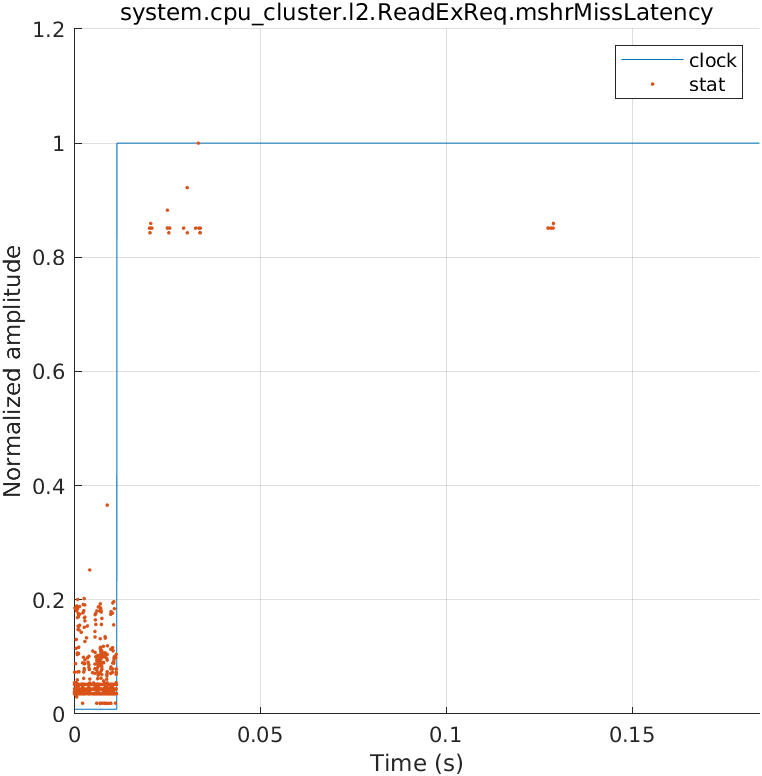 system.cpu_cluster.l2.ReadExReq.mshrMissLatency
1.2
clock
stat
1
0.8
Normalized amplitude
0.6
0.4
0.2
0
0
0.05
0.1
0.15
Time (s)